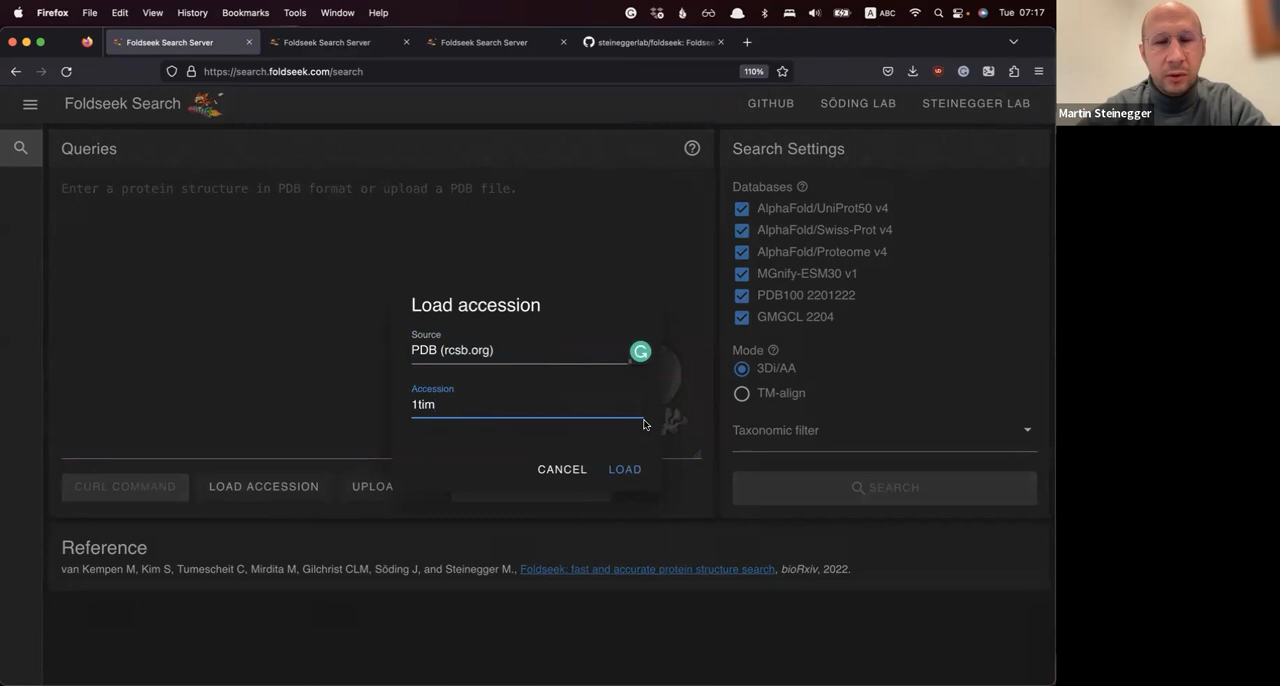 Firefox File Edit View History Bookmarks Tools Window Help A ABC Tue 07:17
Foldseek Search Server Foldseek Search Server Foldseek Search Server steineggerlab/foldseek: Foldsee
https://search.foldseek.com/search 110%
Foldseek Search GITHUB SÖDING LAB STEINEGGER LAB
Martin Steinegger
Queries
Enter a protein structure in PDB format or upload a PDB file.
Search Settings
Databases
AlphaFold/UniProt50 v4
AlphaFold/Swiss-Prot v4
AlphaFold/Proteome v4
MGnify-ESM30 v1
PDB100 2201222
GMGCL 2204
Mode
3Di/AA
TM-align
Taxonomic filter
SEARCH
Load accession
Source
PDB (rcsb.org)
Accession
1tim
CANCEL LOAD
CURL COMMAND LOAD ACCESSION UPLOA
Reference
van Kempen M, Kim S, Tumescheit C, Mirdita M, Gilchrist CLM, Söding J, and Steinegger M., Foldseek: fast and accurate protein structure search, bioRxiv, 2022.